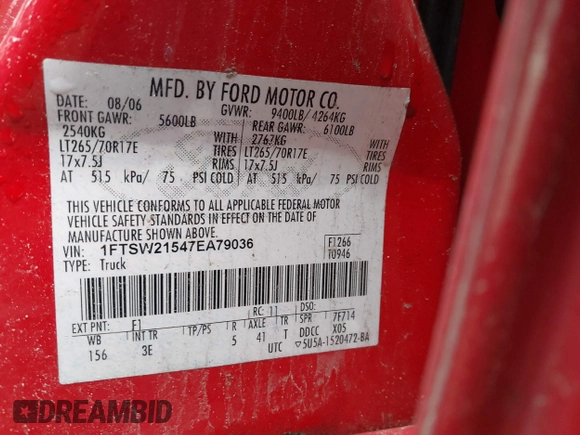 MFD. BY FORD MOTOR CO.
DATE: 08/06 GVWR: 9400LB/ 4264KG
FRONT GAWR: 5600LB REAR GAWR: 6100LB
2540KG WITH 2767KG WITH
LT265/70R17E TIRES LT265/70R17E TIRES
17x7.5J RIMS 17x7.5J RIMS
AT 515 kPa/ 75 PSI COLD AT 515 kPa/ 75 PSI COLD
THIS VEHICLE CONFORMS TO ALL APPLICABLE FEDERAL MOTOR
VEHICLE SAFETY STANDARDS IN EFFECT ON THE DATE OF
MANUFACTURE SHOWN ABOVE.
VIN: 1FTSW21547EA79036 F1266
TYPE: Truck T0946
RC: 11 DSO:
EXT PNT: F1 7F714
WB INT TR TP/PS R AXLE TR SPR X05
156 3E 5 41 T DDCC
UTC ▽5U5A-1520472-BA
DREAMBID